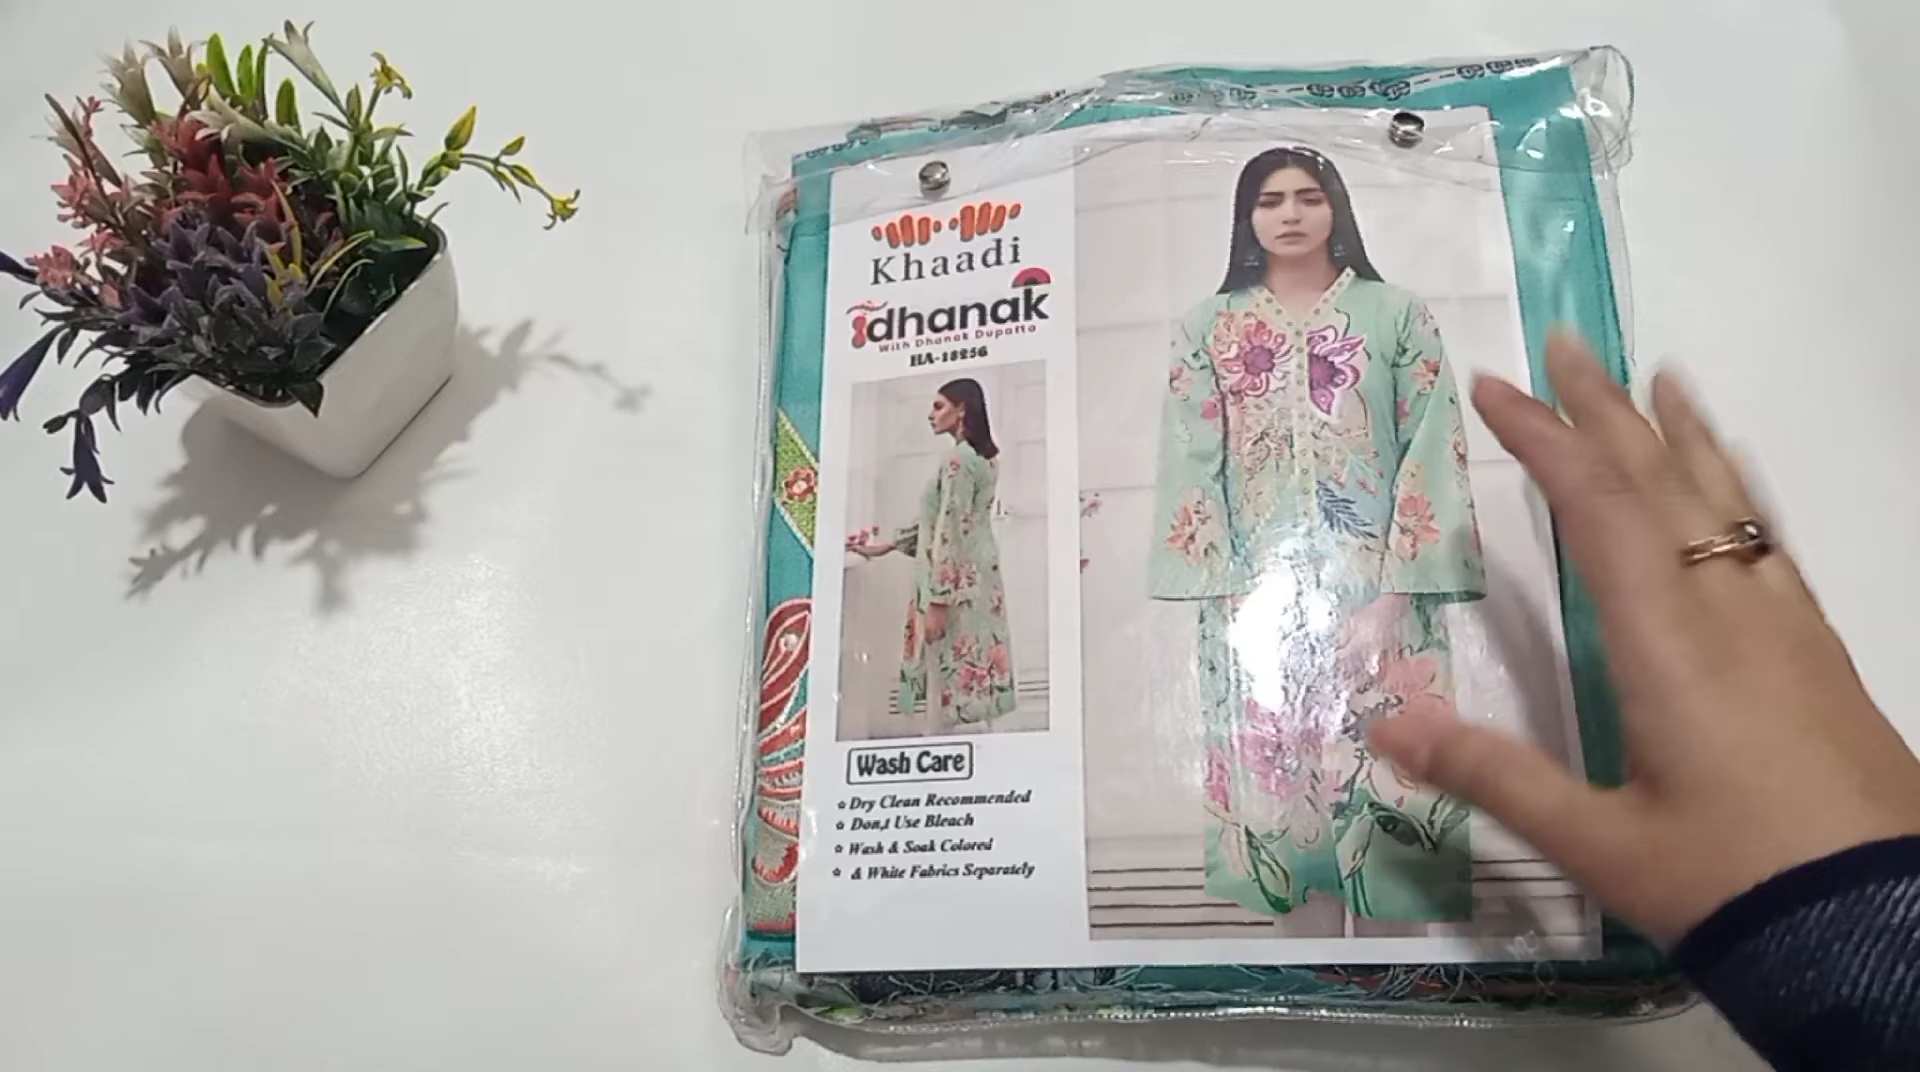 Khaadi
dhanak
With Dhanak Dupatta
HA-18256
Wash Care
Dry Clean Recommended
Don,t Use Bleach
Wash & Soak Colored
& White Fabrics Separately